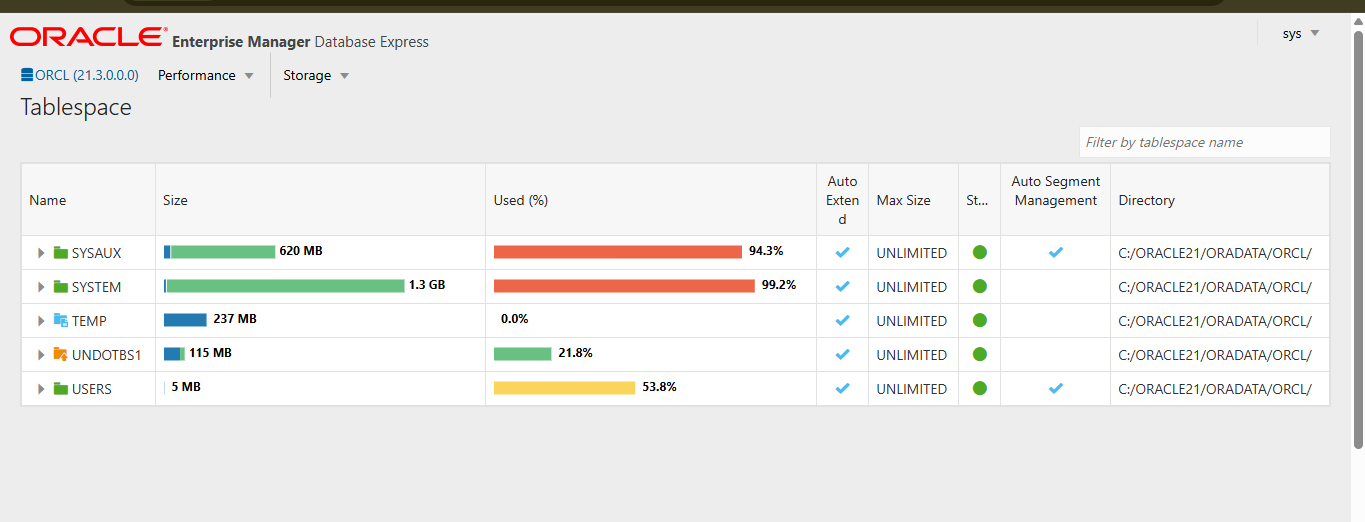 ORACLE® Enterprise Manager Database Express
sys
ORCL (21.3.0.0.0) Performance Storage
Tablespace
Filter by tablespace name
Name Size Used (%) Auto Extend Max Size St... Auto Segment Management Directory
SYSAUX 620 MB 94.3% UNLIMITED C:/ORACLE21/ORADATA/ORCL/
SYSTEM 1.3 GB 99.2% UNLIMITED C:/ORACLE21/ORADATA/ORCL/
TEMP 237 MB 0.0% UNLIMITED C:/ORACLE21/ORADATA/ORCL/
UNDOTBS1 115 MB 21.8% UNLIMITED C:/ORACLE21/ORADATA/ORCL/
USERS 5 MB 53.8% UNLIMITED C:/ORACLE21/ORADATA/ORCL/